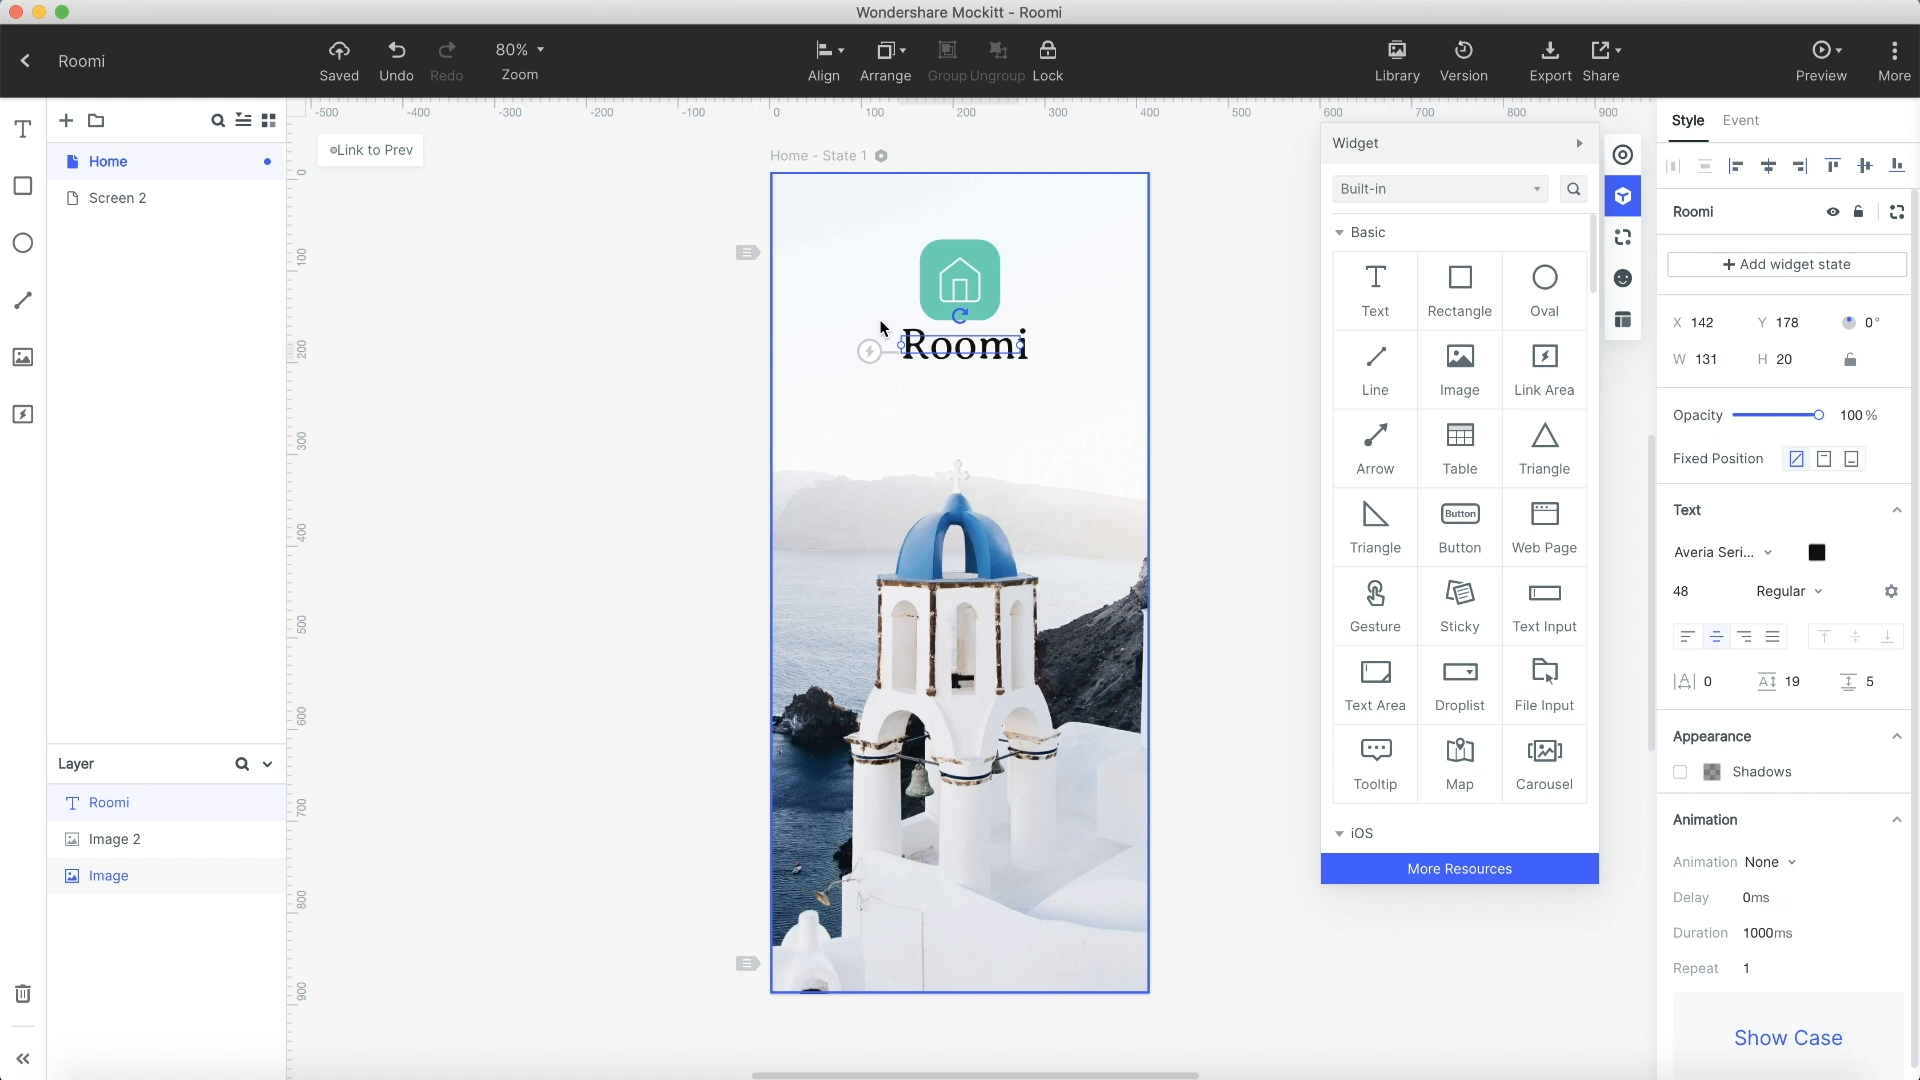 Wondershare Mockitt - Roomi
Roomi
Saved
Undo
Redo
80%
Zoom
Align
Arrange
Group
Ungroup
Lock
Library
Version
Export
Share
Preview
More
Home
Screen 2
Layer
Roomi
Image 2
Image
-500
-400
-300
-200
-100
0
100
200
300
400
500
600
700
800
900
0
100
200
300
400
500
600
700
800
900
Link to Prev
Home - State 1
Roomi
Widget
Built-in
Basic
Text
Rectangle
Oval
Line
Image
Link Area
Arrow
Table
Triangle
Triangle
Button
Button
Web Page
Gesture
Sticky
Text Input
Text Area
Droplist
File Input
Tooltip
Map
Carousel
iOS
More Resources
Style
Event
Roomi
+ Add widget state
X 142
Y 178
0°
W 131
H 20
Opacity
100 %
Fixed Position
Text
Averia Seri...
48
Regular
0
19
5
Appearance
Shadows
Animation
Animation None
Delay 0ms
Duration 1000ms
Repeat 1
Show Case